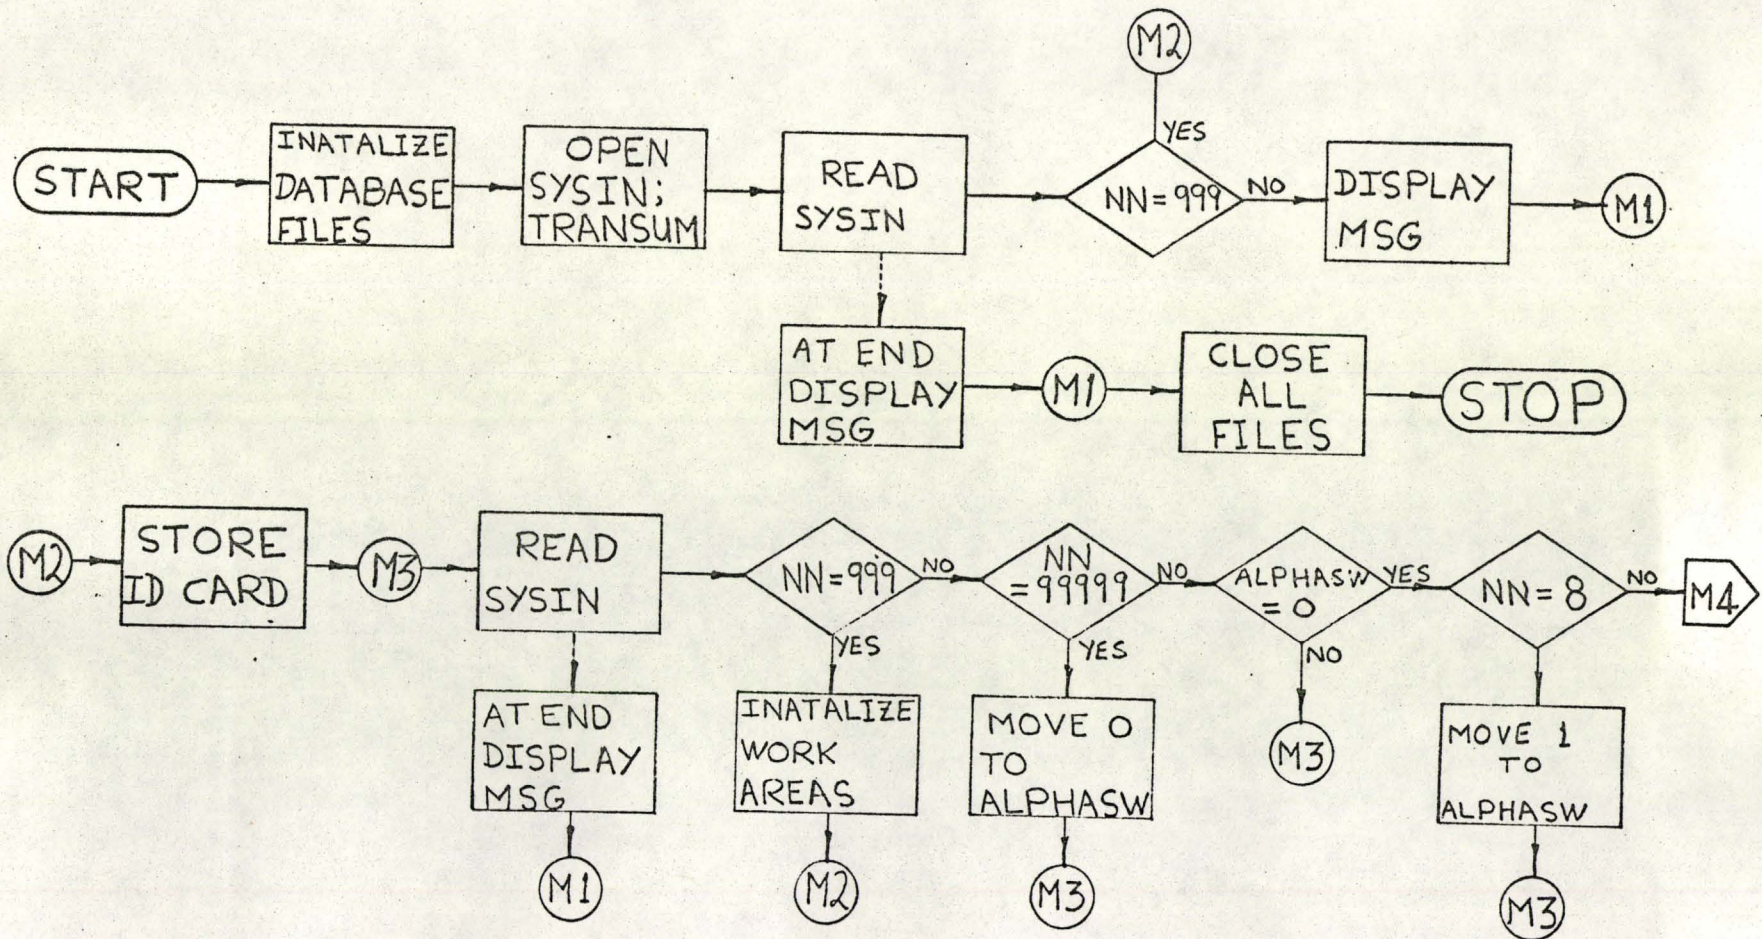 M2
START
INATALIZE
DATABASE
FILES
OPEN
SYSIN;
TRANSUM
READ
SYSIN
NN = 999
YES
NO
DISPLAY
MSG
M1
AT END
DISPLAY
MSG
M1
CLOSE
ALL
FILES
STOP
M2
STORE
ID CARD
M3
READ
SYSIN
NN = 999
NO
YES
NN
= 99999
NO
YES
ALPHASW
= 0
YES
NO
NN = 8
NO
M4
AT END
DISPLAY
MSG
M1
INATALIZE
WORK
AREAS
M2
MOVE 0
TO
ALPHASW
M3
M3
MOVE 1
TO
ALPHASW
M3